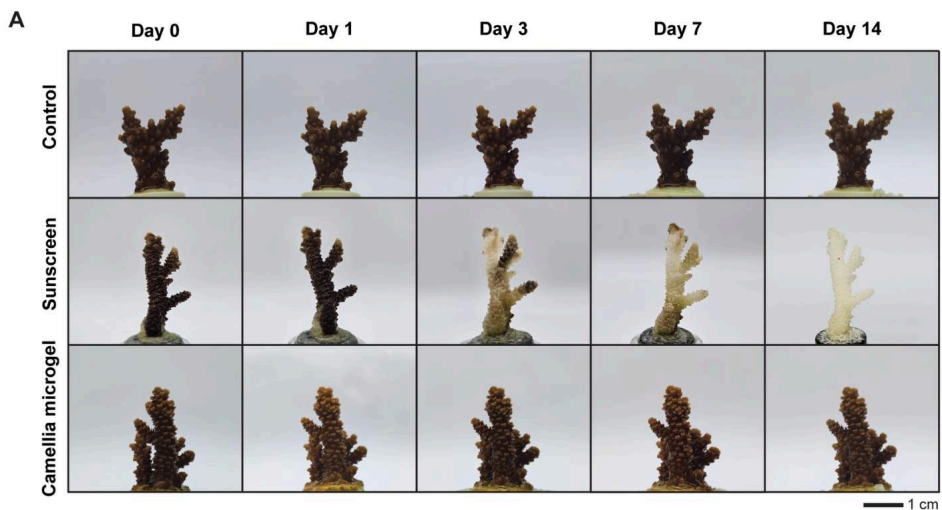 A
Day 0 Day 1 Day 3 Day 7 Day 14
Control
Sunscreen
Camellia microgel
1 cm